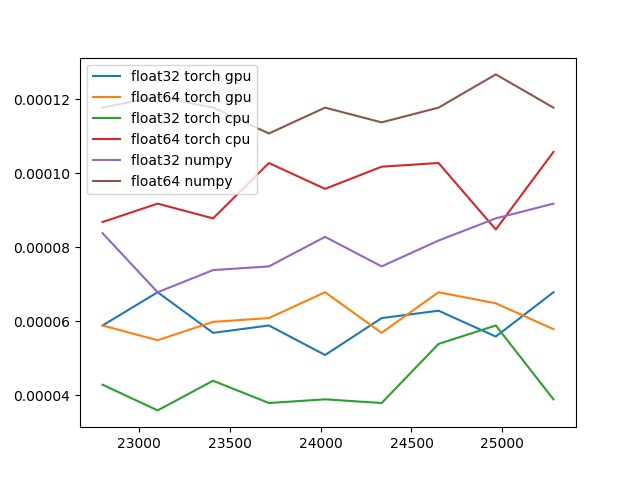 float32 torch gpu
float64 torch gpu
float32 torch cpu
float64 torch cpu
float32 numpy
float64 numpy
0.00012
0.00010
0.00008
0.00006
0.00004
23000 23500 24000 24500 25000